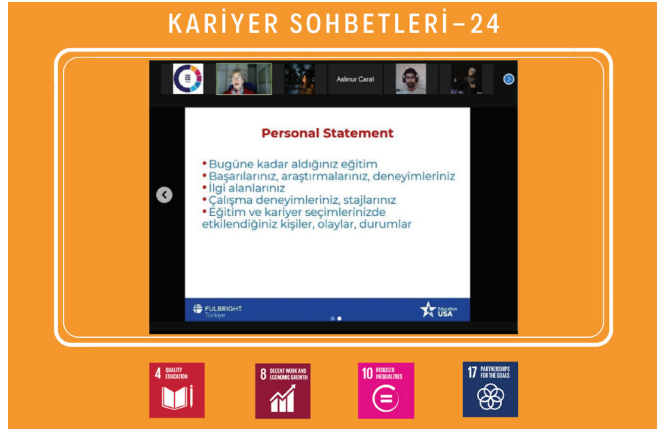 KARİYER SOHBETLERİ-24
Aslınur Caral
Personal Statement
• Bugüne kadar aldığınız eğitim
• Başarılarınız, araştırmalarınız, deneyimleriniz
• İlgi alanlarınız
• Çalışma deneyimleriniz, stajlarınız
• Eğitim ve kariyer seçimlerinizde
etkilendiğiniz kişiler, olaylar, durumlar
FULBRIGHT
Türkiye
Education
USA
4 QUALITY
EDUCATION
8 DECENT WORK AND
ECONOMIC GROWTH
10 REDUCED
INEQUALITIES
17 PARTNERSHIPS
FOR THE GOALS